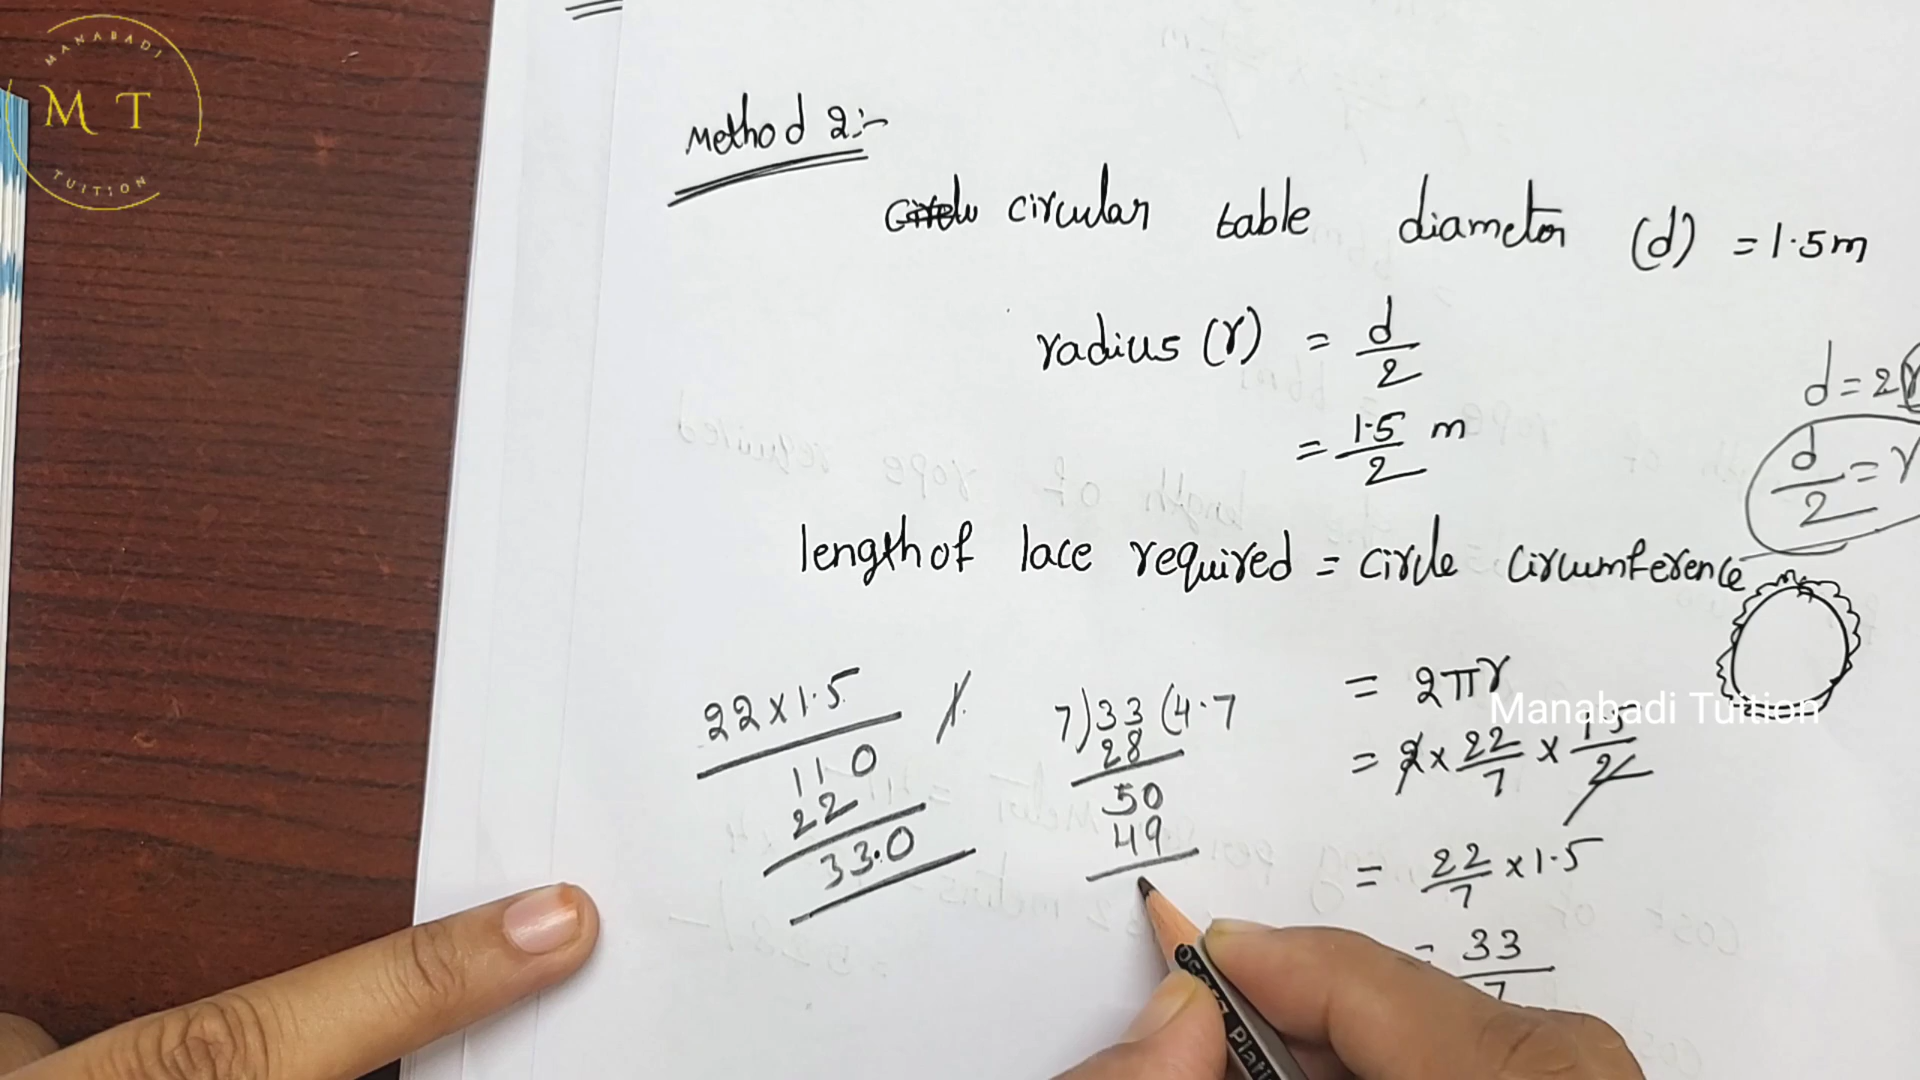 MANABADI
M T
TUITION
Method 2:-
circular table diameter (d) = 1.5m
radius (r) = d/2
= 1.5/2 m
d = 2r
d/2 = r
length of lace required = circle circumference
= 2πr
Manabadi Tuition
= 2 × 22/7 × 1.5/2
= 22/7 × 1.5
= 33/7
22 × 1.5
110
22
33.0
7) 33 (4.7
28
50
49